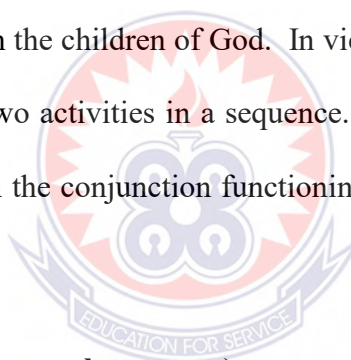 n the children of God.  In vie
wo activities in a sequence.
the conjunction functionin
EDUCATION FOR SERVICE